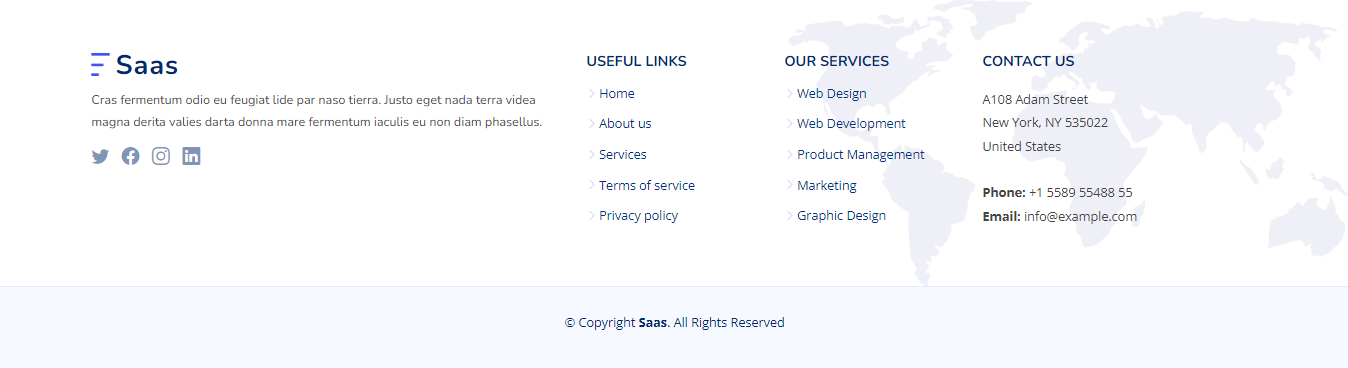 Saas
Cras fermentum odio eu feugiat lide par naso tierra. Justo eget nada terra videa
magna derita valies darta donna mare fermentum iaculis eu non diam phasellus.
USEFUL LINKS
Home
About us
Services
Terms of service
Privacy policy
OUR SERVICES
Web Design
Web Development
Product Management
Marketing
Graphic Design
CONTACT US
A108 Adam Street
New York, NY 535022
United States
Phone: +1 5589 55488 55
Email: info@example.com
© Copyright Saas. All Rights Reserved